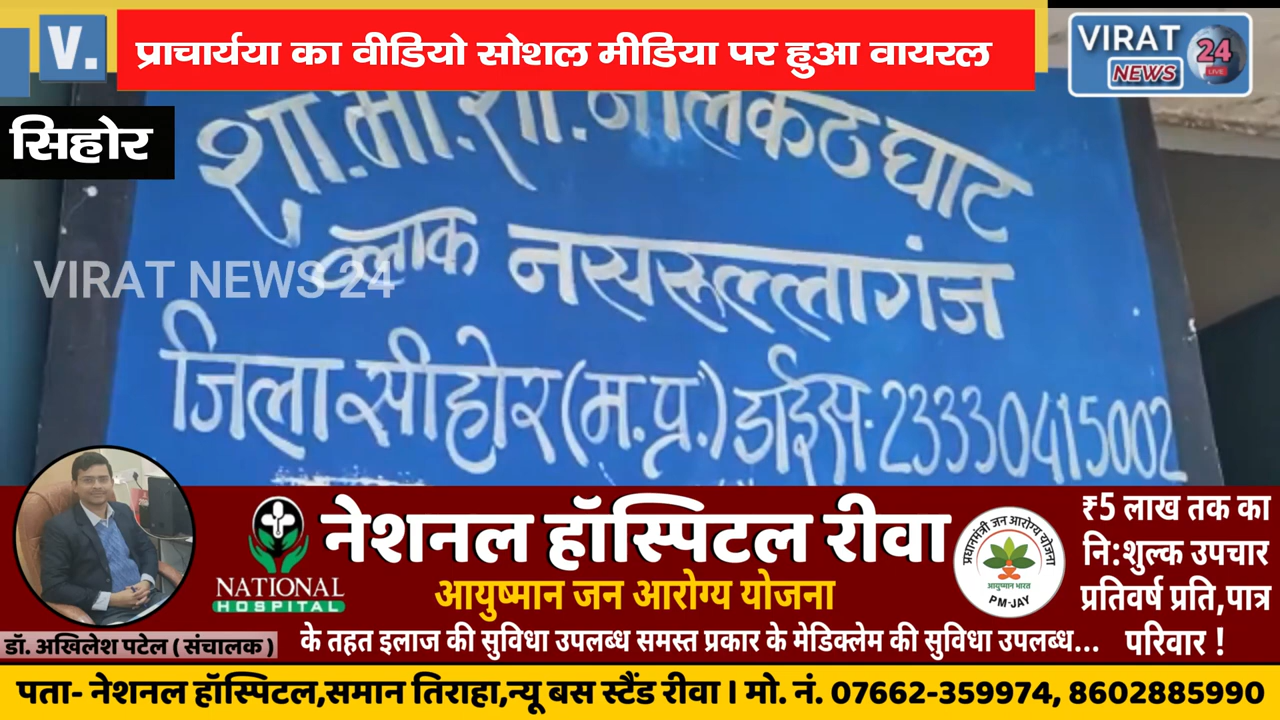 V.
प्राचार्यया का वीडियो सोशल मीडिया पर हुआ वायरल
VIRAT
NEWS
24
LIVE
सिहोर
शा.मा.शा. नीलकंठ घाट
ब्लाक नसरुल्लागंज
VIRAT NEWS 24
जिला सीहोर (म.प्र.) डाईस-23330415002
नेशनल हॉस्पिटल रीवा
NATIONAL
HOSPITAL
आयुष्मान जन आरोग्य योजना
प्रधानमंत्री जन आरोग्य योजना
आयुष्मान भारत
PM-JAY
₹5 लाख तक का
नि:शुल्क उपचार
प्रतिवर्ष प्रति,पात्र
परिवार !
डॉ. अखिलेश पटेल ( संचालक )
के तहत इलाज की सुविधा उपलब्ध समस्त प्रकार के मेडिक्लेम की सुविधा उपलब्ध...
पता- नेशनल हॉस्पिटल,समान तिराहा,न्यू बस स्टैंड रीवा । मो. नं. 07662-359974, 8602885990